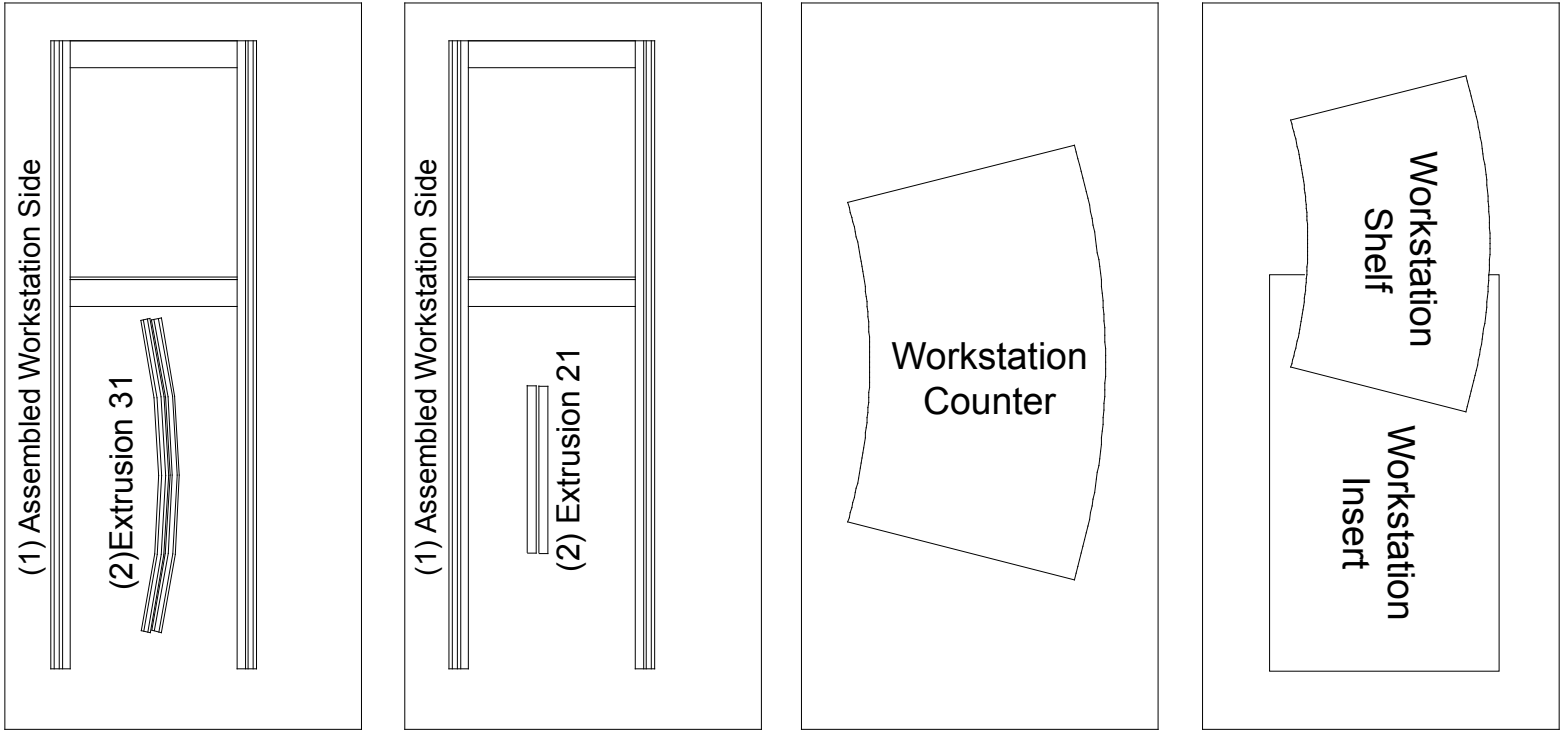 (1) Assembled Workstation Side
(2)Extrusion 31
(1) Assembled Workstation Side
(2) Extrusion 21
Workstation
Counter
Workstation
Shelf
Workstation
Insert